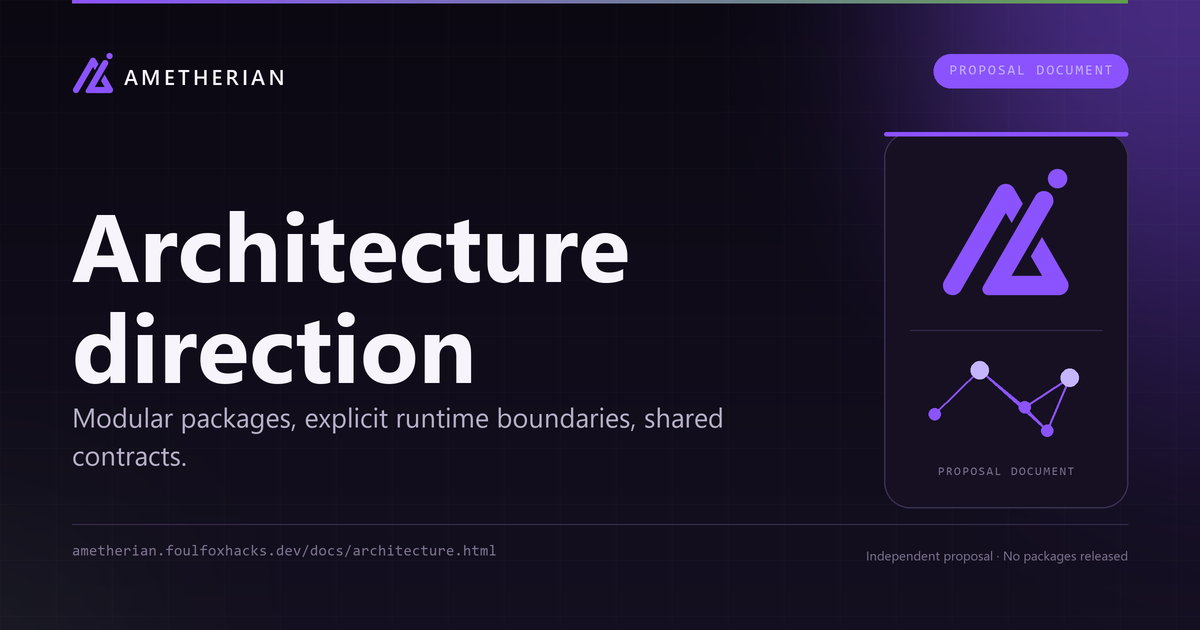 AMETHERIAN
PROPOSAL DOCUMENT
Architecture
direction
Modular packages, explicit runtime boundaries, shared
contracts.
PROPOSAL DOCUMENT
ametherian.foulfoxhacks.dev/docs/architecture.html
Independent proposal · No packages released